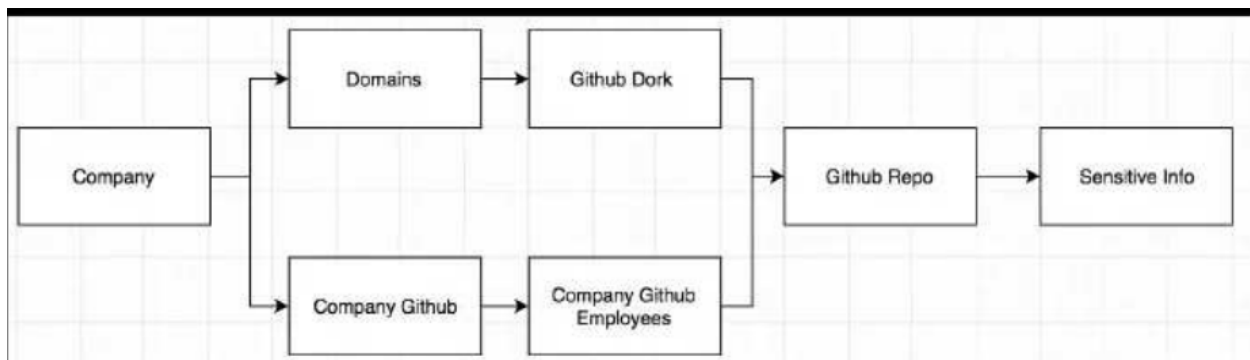 Domains
Github Dork
Company
Github Repo
Sensitive Info
Company Github
Company Github
Employees